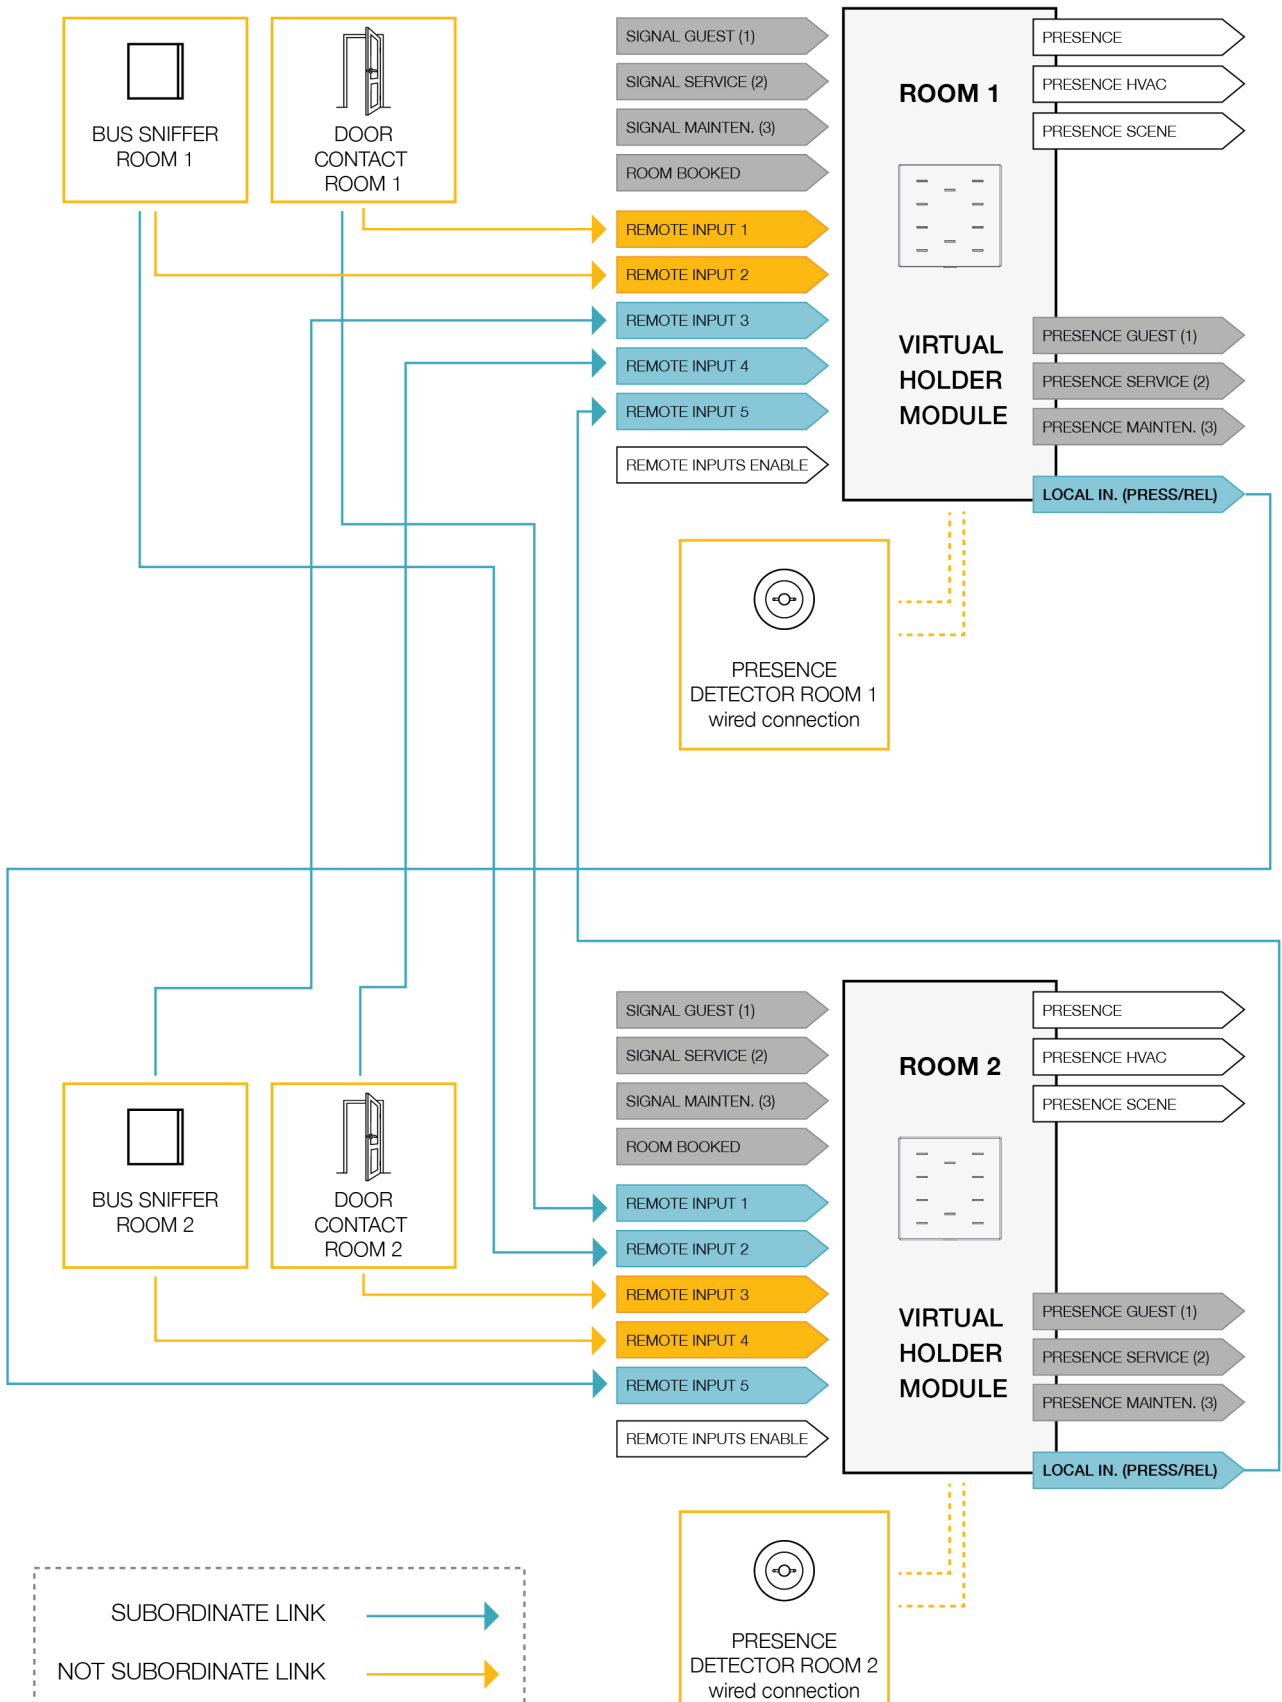 BUS SNIFFER
ROOM 1
DOOR
CONTACT
ROOM 1
SIGNAL GUEST (1)
SIGNAL SERVICE (2)
SIGNAL MAINTEN. (3)
ROOM BOOKED
REMOTE INPUT 1
REMOTE INPUT 2
REMOTE INPUT 3
REMOTE INPUT 4
REMOTE INPUT 5
REMOTE INPUTS ENABLE
ROOM 1
VIRTUAL
HOLDER
MODULE
PRESENCE
PRESENCE HVAC
PRESENCE SCENE
PRESENCE GUEST (1)
PRESENCE SERVICE (2)
PRESENCE MAINTEN. (3)
LOCAL IN. (PRESS/REL)
PRESENCE
DETECTOR ROOM 1
wired connection
BUS SNIFFER
ROOM 2
DOOR
CONTACT
ROOM 2
SIGNAL GUEST (1)
SIGNAL SERVICE (2)
SIGNAL MAINTEN. (3)
ROOM BOOKED
REMOTE INPUT 1
REMOTE INPUT 2
REMOTE INPUT 3
REMOTE INPUT 4
REMOTE INPUT 5
REMOTE INPUTS ENABLE
ROOM 2
VIRTUAL
HOLDER
MODULE
PRESENCE
PRESENCE HVAC
PRESENCE SCENE
PRESENCE GUEST (1)
PRESENCE SERVICE (2)
PRESENCE MAINTEN. (3)
LOCAL IN. (PRESS/REL)
PRESENCE
DETECTOR ROOM 2
wired connection
SUBORDINATE LINK
NOT SUBORDINATE LINK